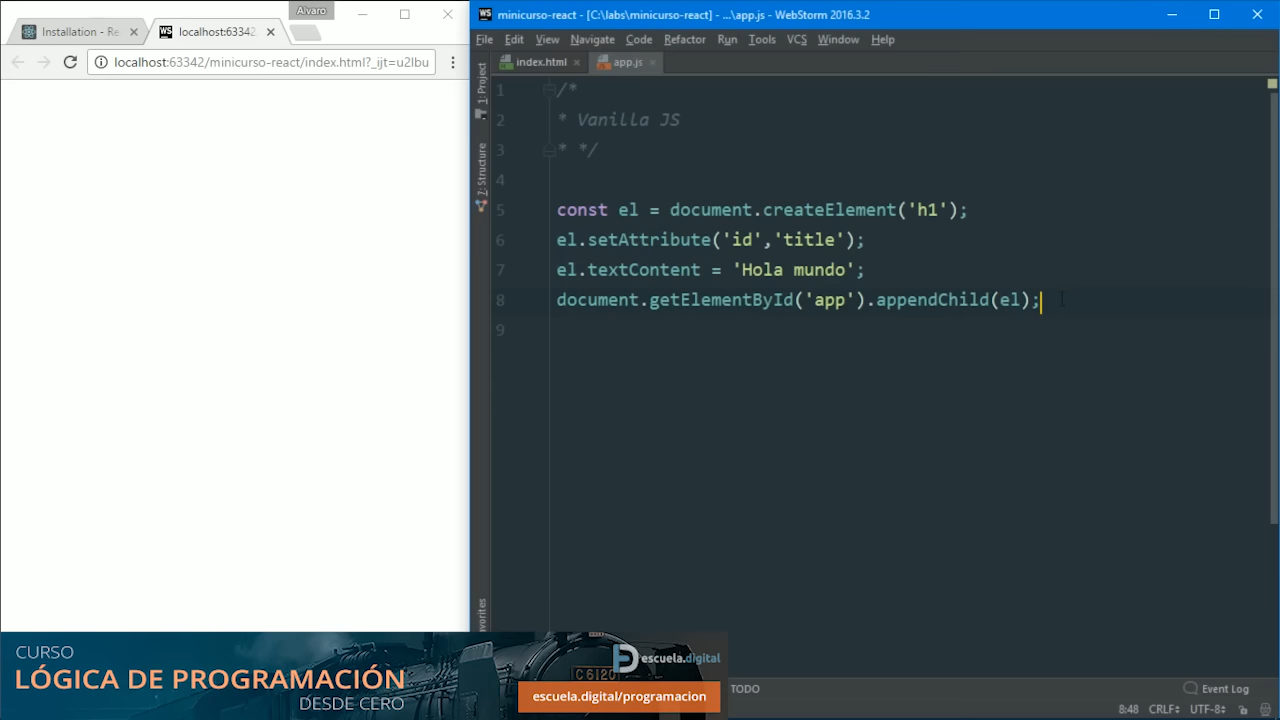 Alvaro
Installation - Re
localhost:63342
localhost:63342/minicurso-react/index.html?_ijt=u2lbu
WS minicurso-react - [C:\labs\minicurso-react] - ...\app.js - WebStorm 2016.3.2
File Edit View Navigate Code Refactor Run Tools VCS Window Help
index.html app.js
1: Project
7: Structure
avorites
1 /*
2 * Vanilla JS
3 * */
4
5 const el = document.createElement('h1');
6 el.setAttribute('id','title');
7 el.textContent = 'Hola mundo';
8 document.getElementById('app').appendChild(el);
9
CURSO
LÓGICA DE PROGRAMACIÓN
DESDE CERO
C6120
escuela.digital
escuela.digital/programacion
TODO
Event Log
8:48 CRLF÷ UTF-8÷